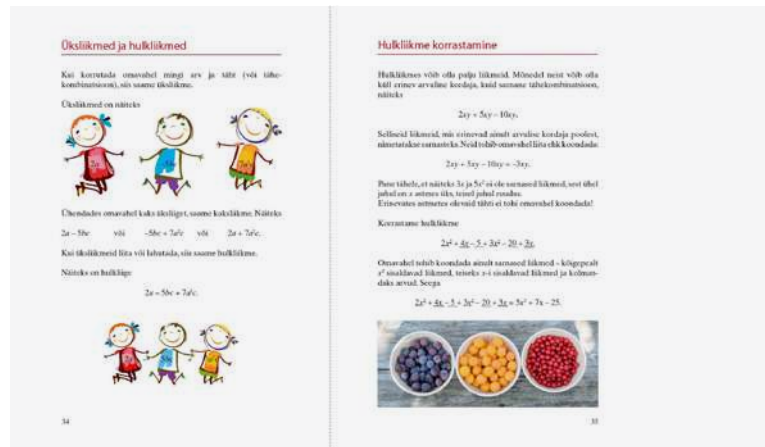 Üksliikmed ja hulkliikmed
Kui korrutada omavahel mingi arv ja täht (või tähe-
kombinatsioon), siis saame üksliikme.
Üksliikmed on näiteks
Ühendades omavahel kaks üksliiget, saame kaksliikme. Näiteks
2a – 5bc või –5bc + 7a²c või 2a + 7a²c.
Kui üksliikmeid liita või lahutada, siis saame hulkliikme.
Näiteks on hulkliige
2a – 5bc + 7a²c.
34
Hulkliikme korrastamine
Hulkliikmes võib olla palju liikmeid. Mõnedel neist võib olla
küll erinev arvaline kordaja, kuid sarnane tähekombinatsioon,
näiteks
2xy + 5xy – 10xy.
Selliseid liikmeid, mis erinevad ainult arvulise kordaja poolest,
nimetatakse sarnasteks. Neid tohib omavahel liita ehk koondada:
2xy + 5xy – 10xy = –3xy.
Pane tähele, et näiteks 3x ja 5x² ei ole sarnased liikmed, sest ühel
juhul on x astmes üks, teisel juhul ruudus.
Erinevates astmetes olevaid tähti ei tohi omavahel koondada!
Korrastame hulkliikme
2x² + 4x – 5 + 3x² – 20 + 3x.
Omavahel tohib koondada ainult sarnased liikmed – kõigepealt
x² sisaldavad liikmed, teiseks x-i sisaldavad liikmed ja kolman-
daks arvud. Seega
2x² + 4x – 5 + 3x² – 20 + 3x = 5x² + 7x – 25.
35